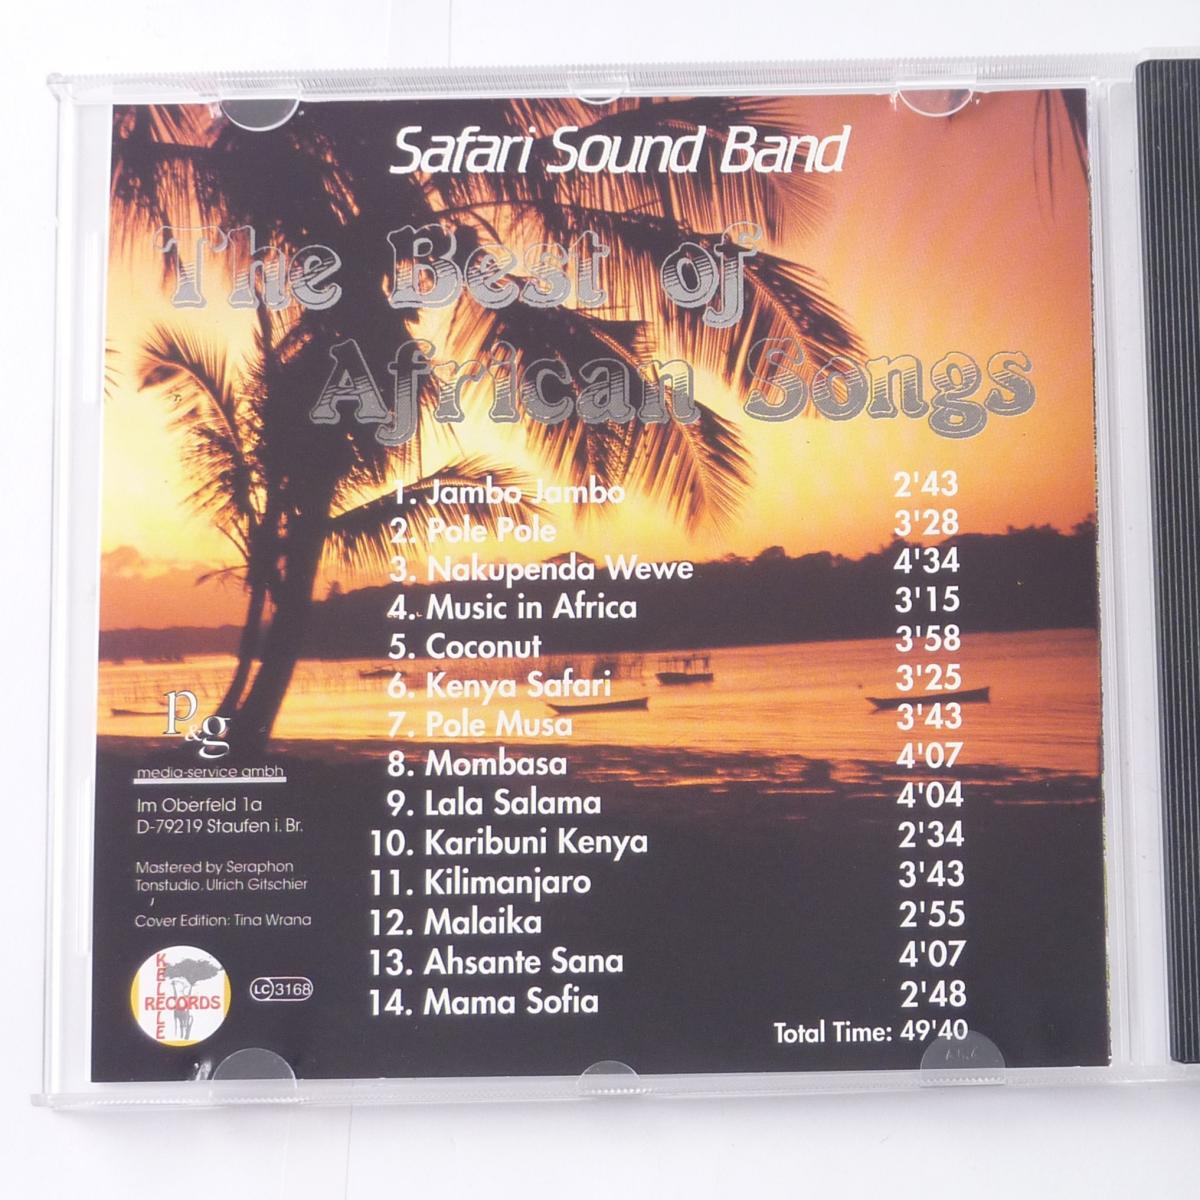 Safari Sound Band
The Best of
African Songs
1. Jambo Jambo 2'43
2. Pole Pole 3'28
3. Nakupenda Wewe 4'34
4. Music in Africa 3'15
5. Coconut 3'58
6. Kenya Safari 3'25
7. Pole Musa 3'43
8. Mombasa 4'07
9. Lala Salama 4'04
10. Karibuni Kenya 2'34
11. Kilimanjaro 3'43
12. Malaika 2'55
13. Ahsante Sana 4'07
14. Mama Sofia 2'48
Total Time: 49'40
p&g
media-service gmbh
Im Oberfeld 1a
D-79219 Staufen i. Br.
Mastered by Seraphon
Tonstudio, Ulrich Gitschier
Cover Edition: Tina Wrana
KELELE
RECORDS
LC 3168